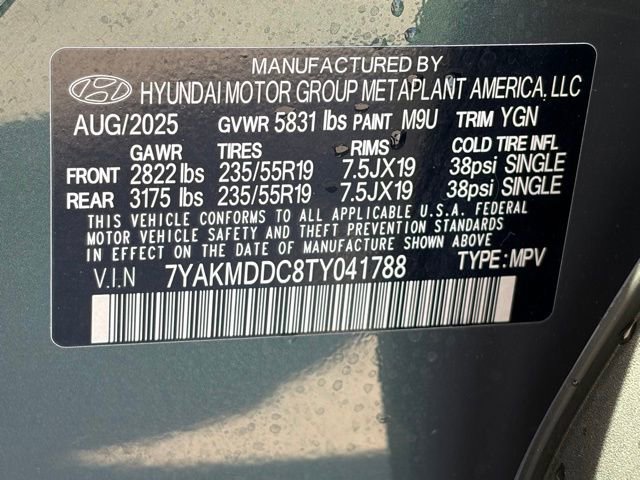 MANUFACTURED BY
HYUNDAI MOTOR GROUP METAPLANT AMERICA, LLC
AUG/2025 GVWR 5831 lbs PAINT M9U TRIM YGN
GAWR TIRES RIMS COLD TIRE INFL
FRONT 2822 lbs 235/55R19 7.5JX19 38psi SINGLE
REAR 3175 lbs 235/55R19 7.5JX19 38psi SINGLE
THIS VEHICLE CONFORMS TO ALL APPLICABLE U.S.A. FEDERAL
MOTOR VEHICLE SAFETY AND THEFT PREVENTION STANDARDS
IN EFFECT ON THE DATE OF MANUFACTURE SHOWN ABOVE.
V.I.N 7YAKMDDC8TY041788 TYPE: MPV